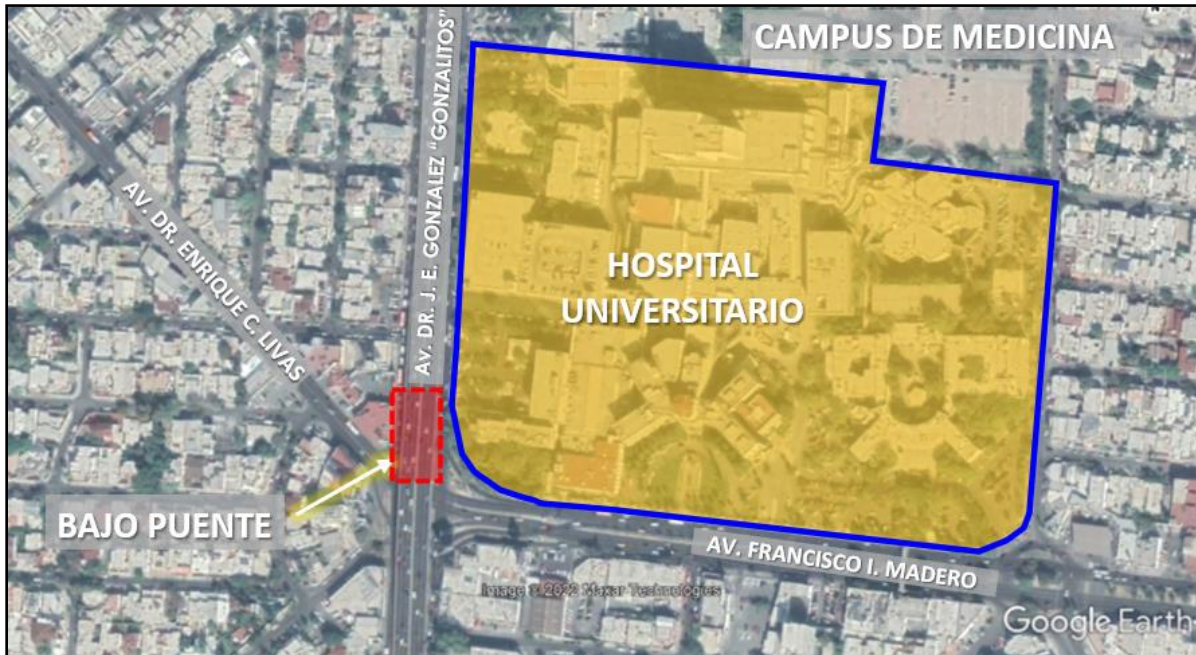 CAMPUS DE MEDICINA
AV. DR. J. E. GONZALEZ "GONZALITOS"
AV. DR. ENRIQUE C. LIVAS
HOSPITAL
UNIVERSITARIO
BAJO PUENTE
AV. FRANCISCO I. MADERO
Image © 2022 Maxar Technologies
Google Earth